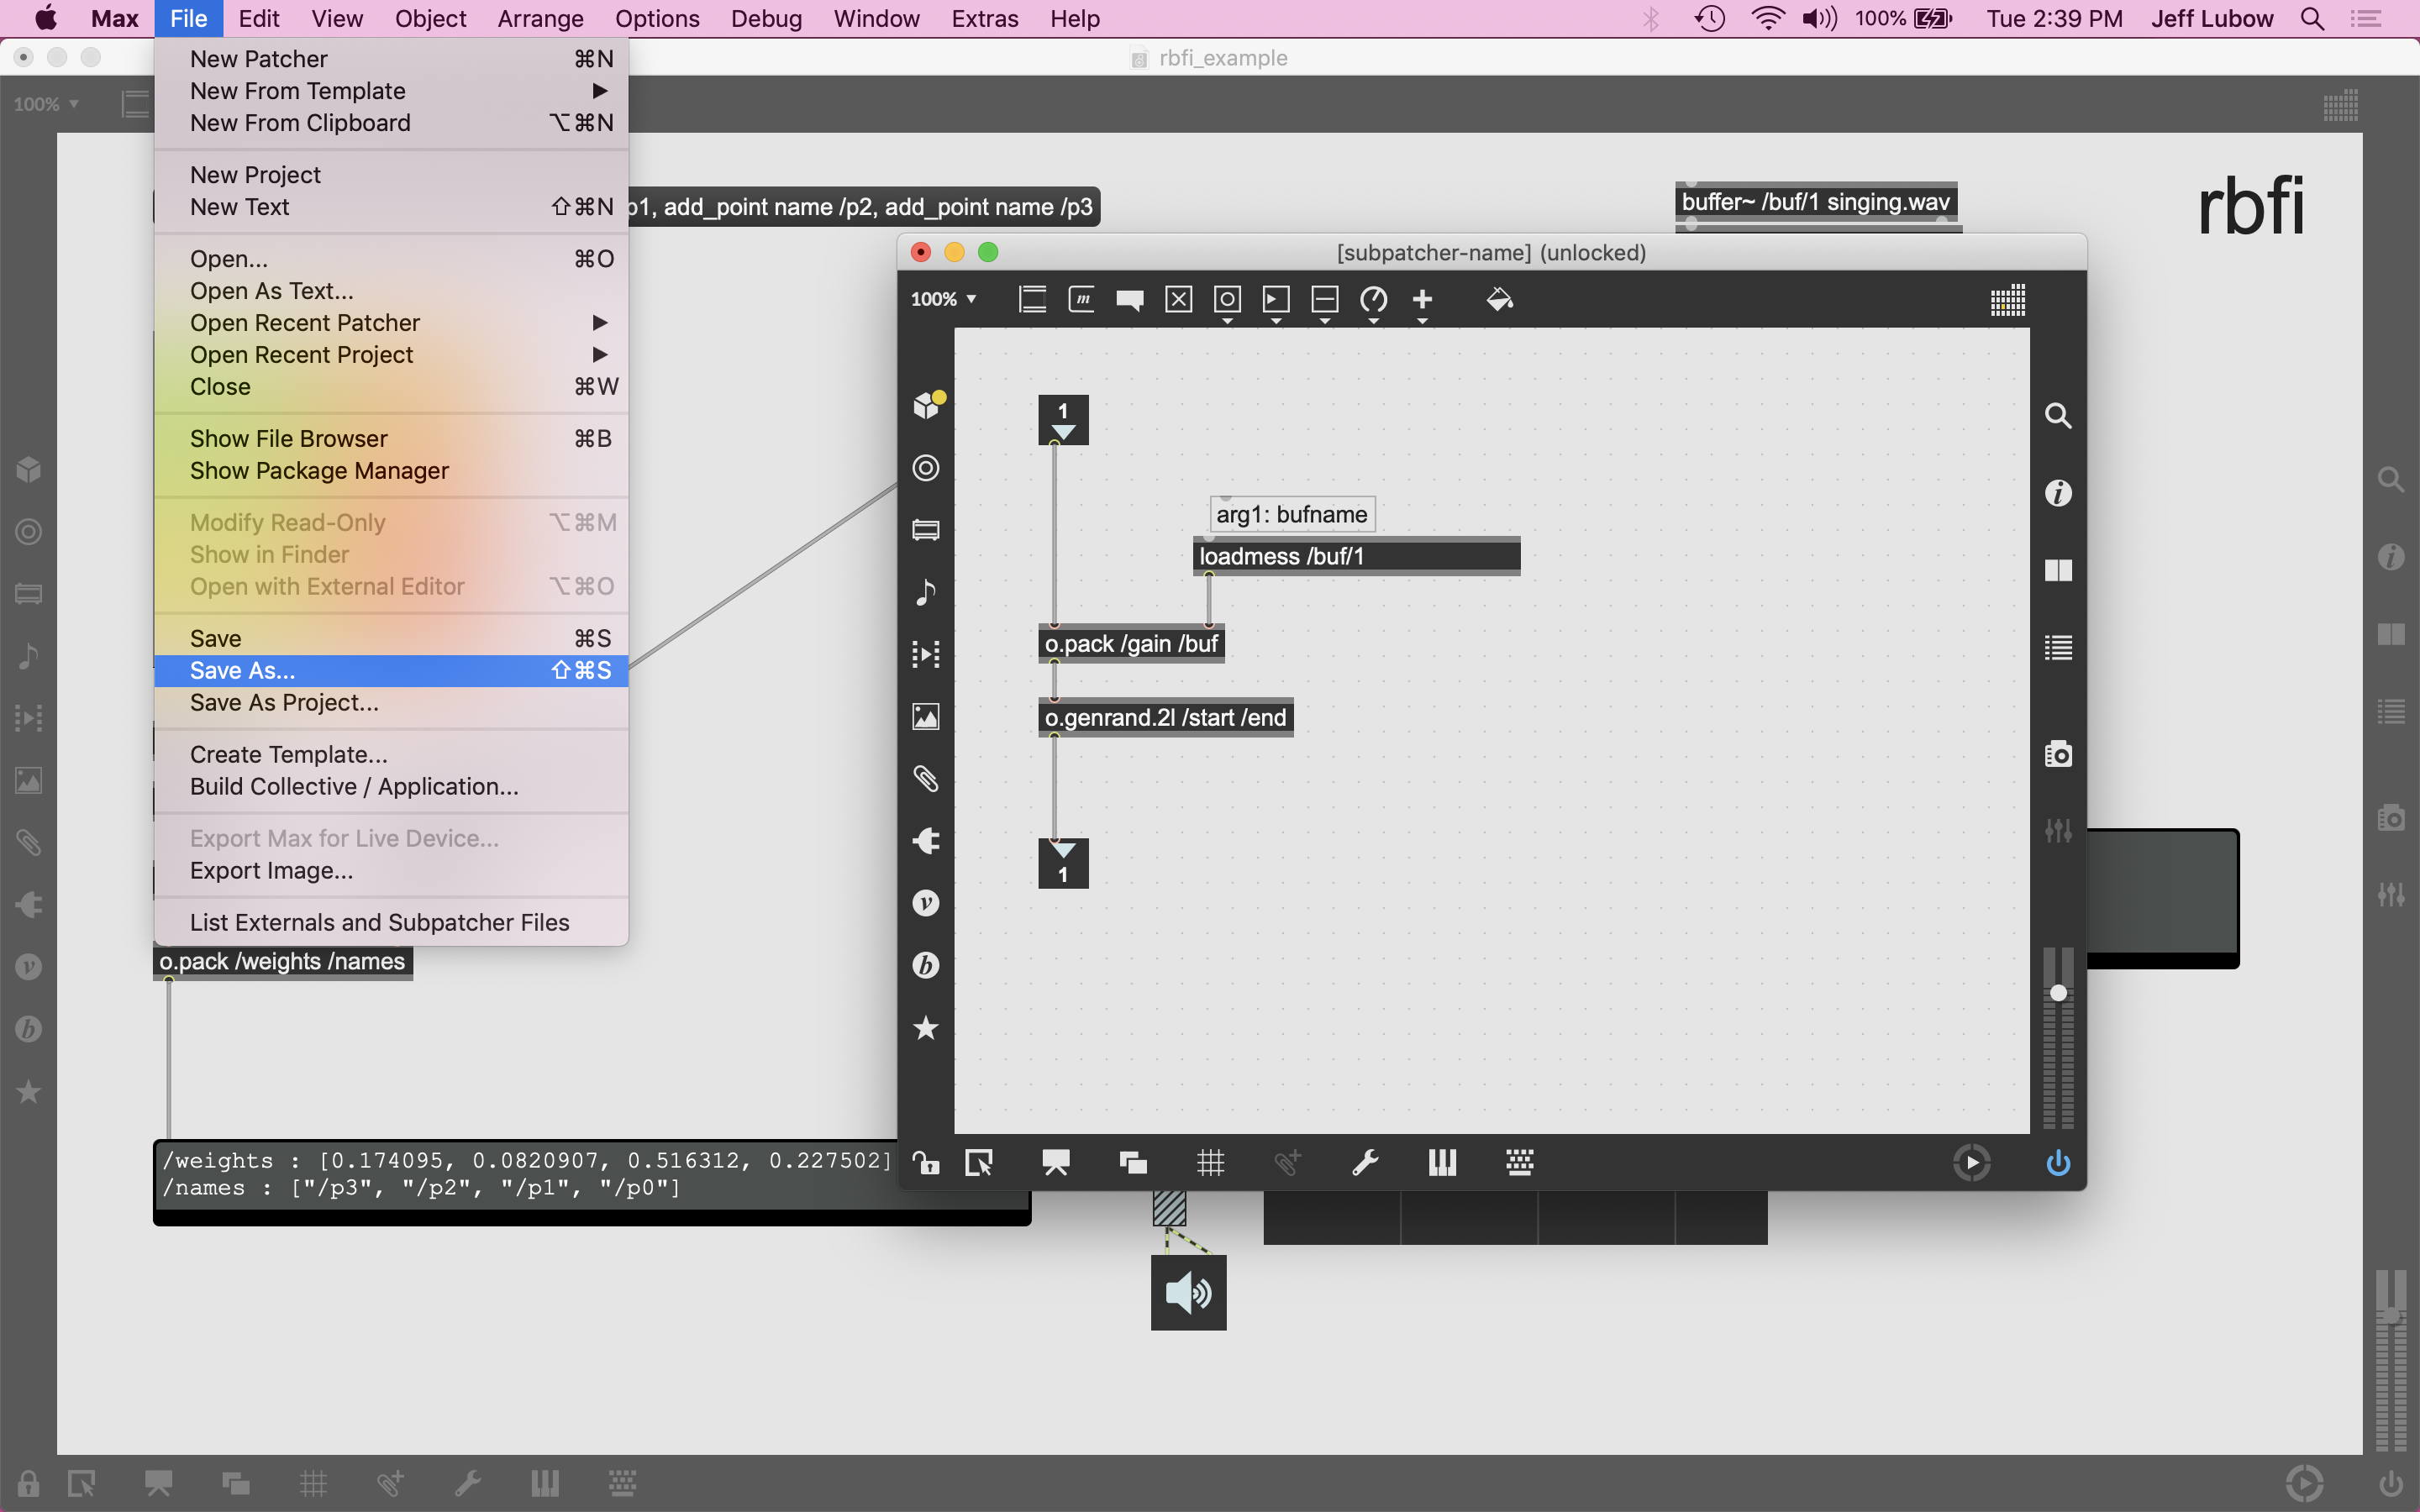 Max File Edit View Object Arrange Options Debug Window Extras Help 100% Tue 2:39 PM Jeff Lubow
rbfi_example
100%
New Patcher ⌘N
New From Template
New From Clipboard ⌥⌘N
New Project
New Text ⇧⌘N
Open... ⌘O
Open As Text...
Open Recent Patcher
Open Recent Project
Close ⌘W
Show File Browser ⌘B
Show Package Manager
Modify Read-Only ⌥⌘M
Show in Finder
Open with External Editor ⌥⌘O
Save ⌘S
Save As... ⇧⌘S
Save As Project...
Create Template...
Build Collective / Application...
Export Max for Live Device...
Export Image...
List Externals and Subpatcher Files
p1, add_point name /p2, add_point name /p3
buffer~ /buf/1 singing.wav
rbfi
[subpatcher-name] (unlocked)
100%
1
arg1: bufname
loadmess /buf/1
o.pack /gain /buf
o.genrand.2l /start /end
1
o.pack /weights /names
/weights : [0.174095, 0.0820907, 0.516312, 0.227502]
/names : ["/p3", "/p2", "/p1", "/p0"]